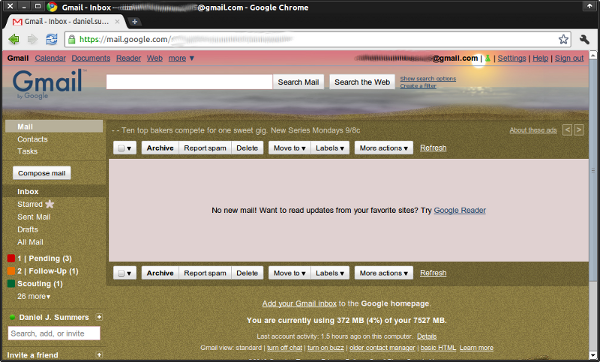 Gmail - Inbox - @gmail.com - Google Chrome
Gmail - Inbox - daniel.su...
https://mail.google.com/
Gmail Calendar Documents Reader Web more ▼ @gmail.com | Settings | Help | Sign out
Gmail
by Google
Search Mail Search the Web Show search options
Create a filter
Mail
Contacts
Tasks
Compose mail
Inbox
Starred
Sent Mail
Drafts
All Mail
1 | Pending (3)
2 | Follow-Up (1)
Scouting (1)
26 more▼
Daniel J. Summers
Search, add, or invite
Invite a friend
- - Ten top bakers compete for one sweet gig. New Series Mondays 9/8c About these ads < >
Archive Report spam Delete Move to ▼ Labels ▼ More actions ▼ Refresh
No new mail! Want to read updates from your favorite sites? Try Google Reader
Archive Report spam Delete Move to ▼ Labels ▼ More actions ▼ Refresh
Add your Gmail inbox to the Google homepage.
You are currently using 372 MB (4%) of your 7527 MB.
Last account activity: 1.5 hours ago on this computer. Details
Gmail view: standard | turn off chat | turn on buzz | older contact manager | basic HTML Learn more